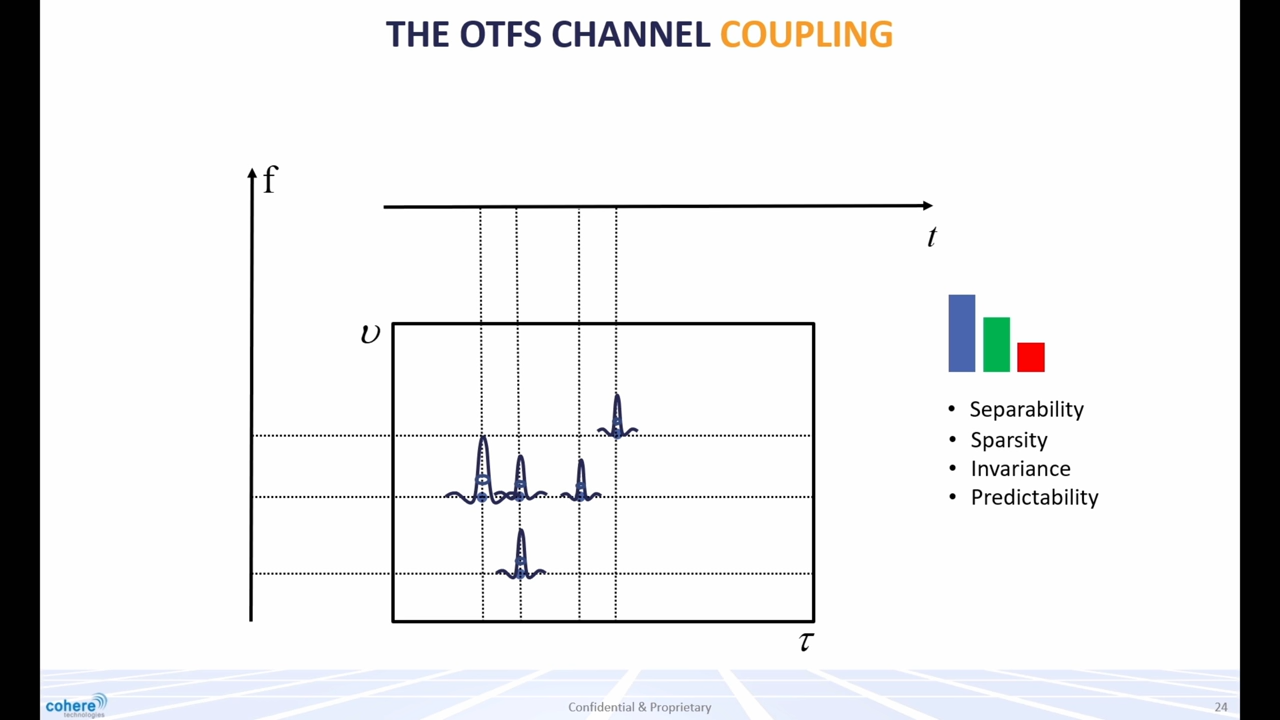 THE OTFS CHANNEL COUPLING
f
t
υ
τ
• Separability
• Sparsity
• Invariance
• Predictability
cohere
technologies
Confidential & Proprietary
24